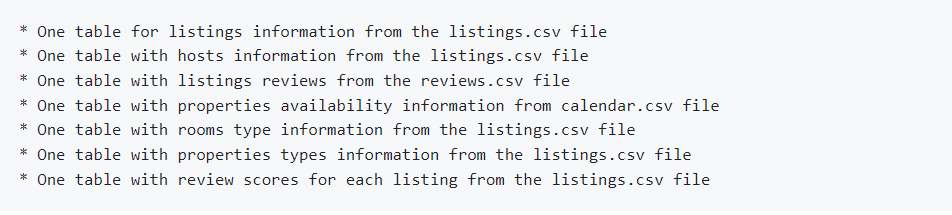 * One table for listings information from the listings.csv file
* One table with hosts information from the listings.csv file
* One table with listings reviews from the reviews.csv file
* One table with properties availability information from calendar.csv file
* One table with rooms type information from the listings.csv file
* One table with properties types information from the listings.csv file
* One table with review scores for each listing from the listings.csv file